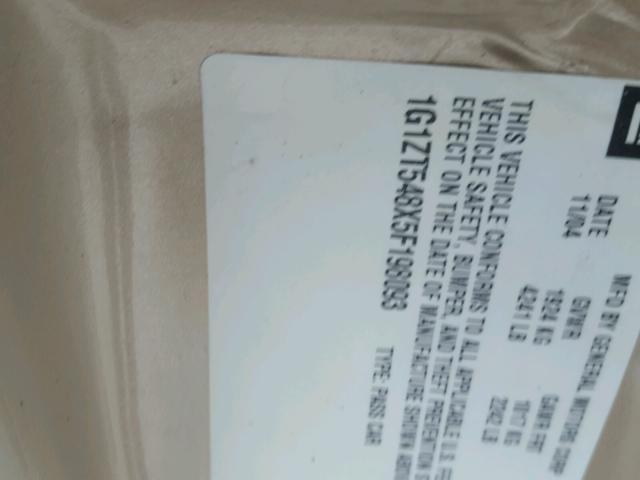 MFD BY GENERAL MOTORS CORP
DATE GVWR GAWR FRT
11/04 1924 KG 1017 KG
4241 LB 2242 LB
THIS VEHICLE CONFORMS TO ALL APPLICABLE U.S.
VEHICLE SAFETY, BUMPER, AND THEFT PREVENTION
EFFECT ON THE DATE OF MANUFACTURE SHOWN
1G1ZT548X5F198093
TYPE: PASS CAR